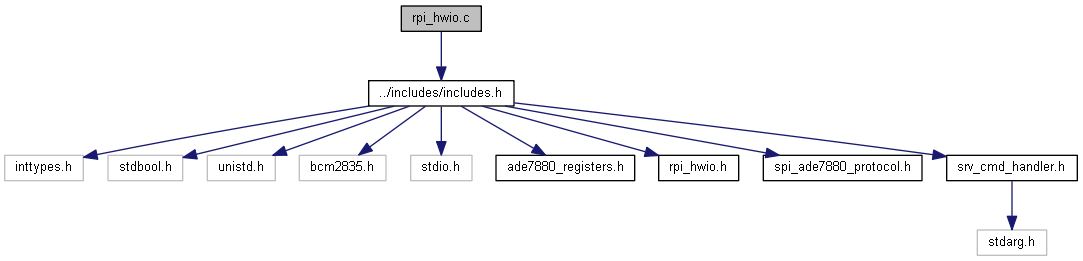 rpi_hwio.c
../includes/includes.h
inttypes.h
stdbool.h
unistd.h
bcm2835.h
stdio.h
ade7880_registers.h
rpi_hwio.h
spi_ade7880_protocol.h
srv_cmd_handler.h
stdarg.h